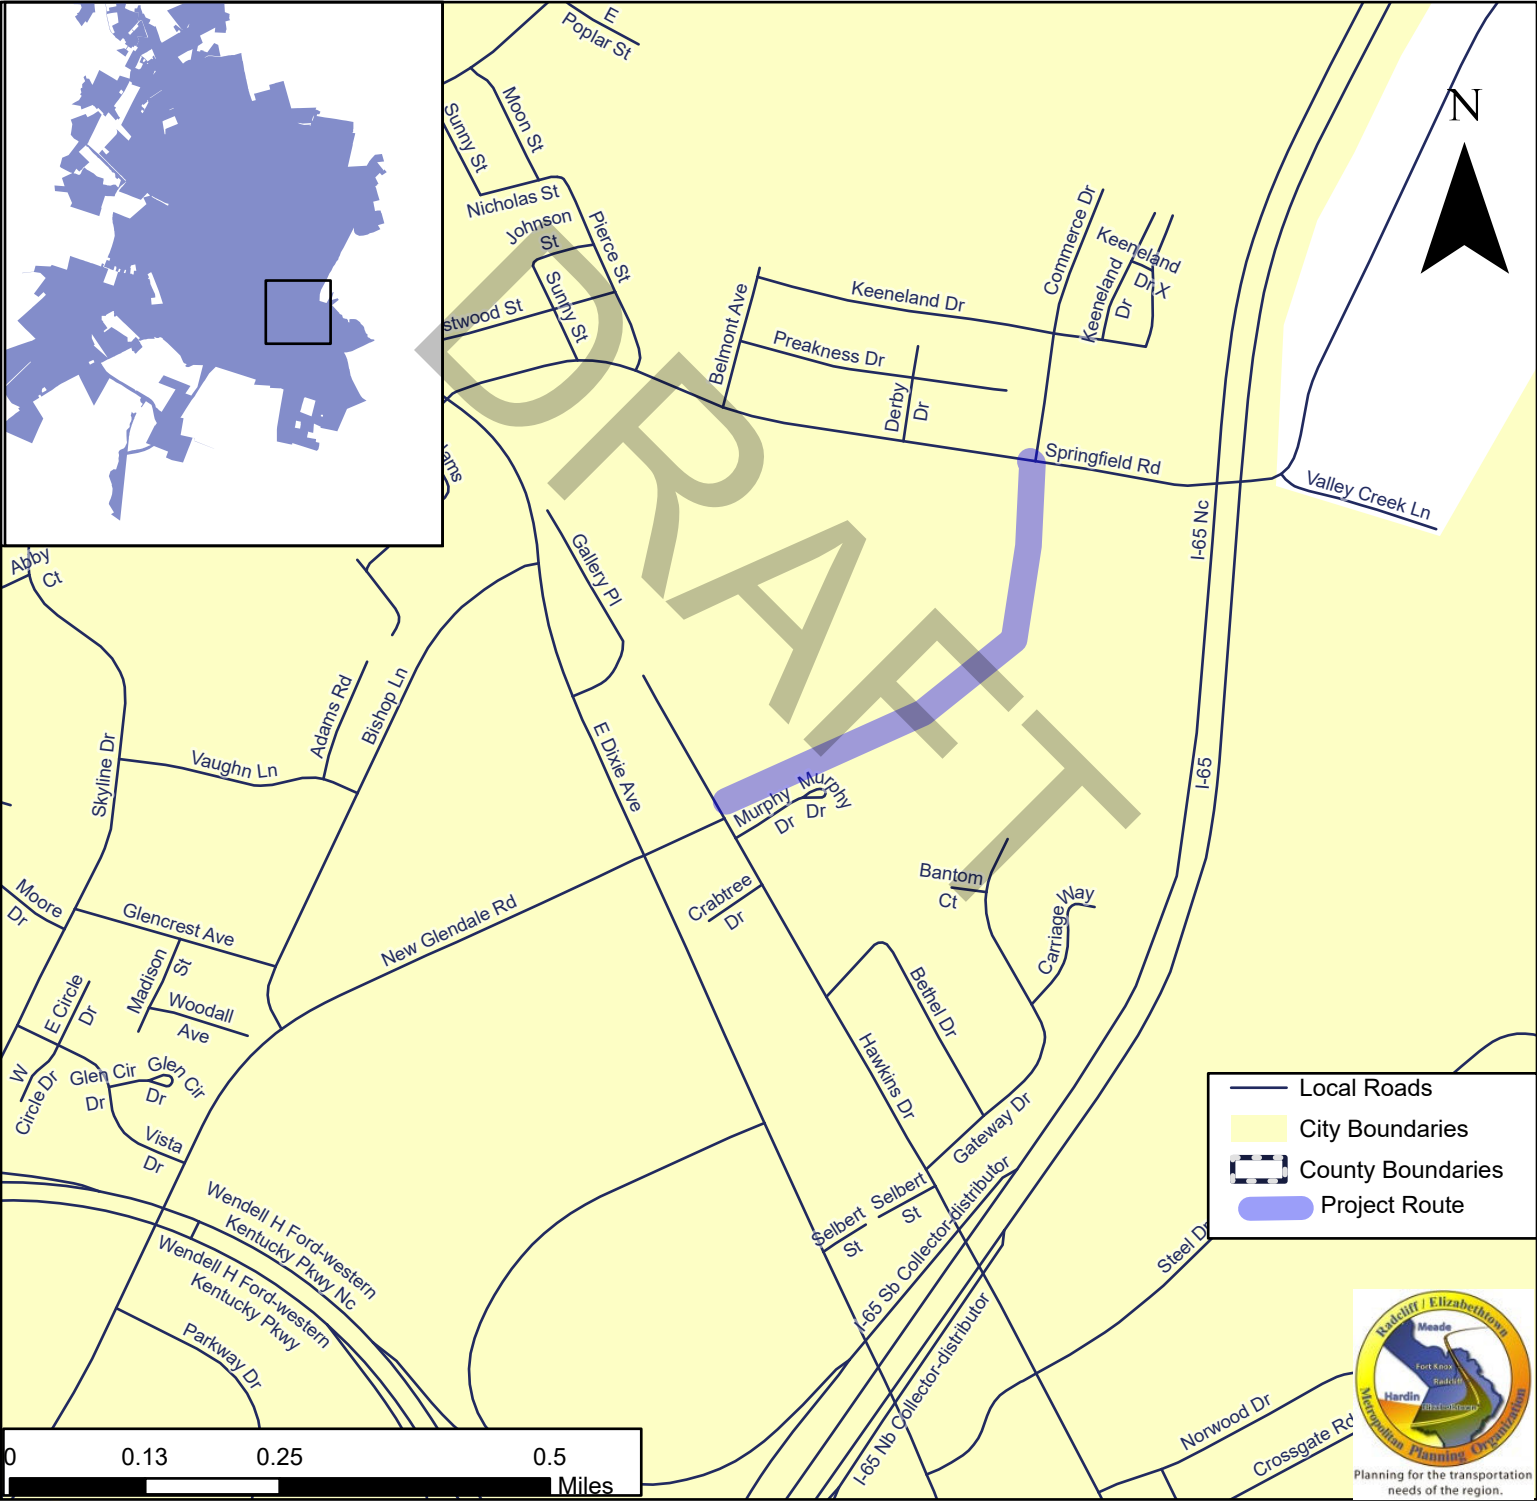 E
Poplar St
Sunny St
Moon St
Nicholas St
Johnson
St
Pierce St
Sunny St
stwood St
N
Commerce Dr
Keeneland
Dr X
Keeneland
Dr
Keeneland Dr
Belmont Ave
Preakness Dr
Derby
Dr
Springfield Rd
Valley Creek Ln
I-65 Nc
DRAFT
ams
Gallery Pl
Abby
Ct
Adams Rd
Bishop Ln
Skyline Dr
Vaughn Ln
E Dixie Ave
I-65
Murphy
Dr
Murphy
Dr
Bantom
Ct
Carriage Way
Crabtree
Dr
Moore
Dr
Glencrest Ave
New Glendale Rd
Madison
St
E Circle
Dr
Woodall
Ave
Bethel Dr
W
Circle Dr
Glen Cir
Dr
Glen Cir
Dr
Vista
Dr
Hawkins Dr
Gateway Dr
Selbert
St
Selbert
St
I-65 Sb Collector-distributor
I-65 Nb Collector-distributor
Wendell H Ford-western
Kentucky Pkwy Nc
Wendell H Ford-western
Kentucky Pkwy
Parkway Dr
Steel Dr
Norwood Dr
Crossgate Rd
Local Roads
City Boundaries
County Boundaries
Project Route
0 0.13 0.25 0.5
Miles
Radcliff / Elizabethtown
Meade
Fort Knox
Radcliff
Hardin
Elizabethtown
Metropolitan Planning Organization
Planning for the transportation
needs of the region.